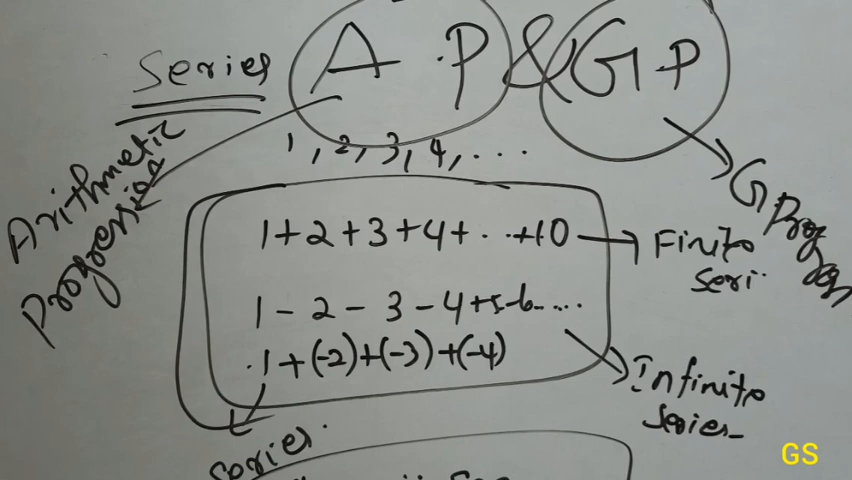 Series A.P & GP
Arithmetic
Progression
1, 2, 3, 4, ...
G Progression
1+2+3+4+...+10 → Finite
Seri.
1 - 2 - 3 - 4+5-6-....
.1+(-2)+(-3)+(-4)
Infinite
Series
Series.
GS